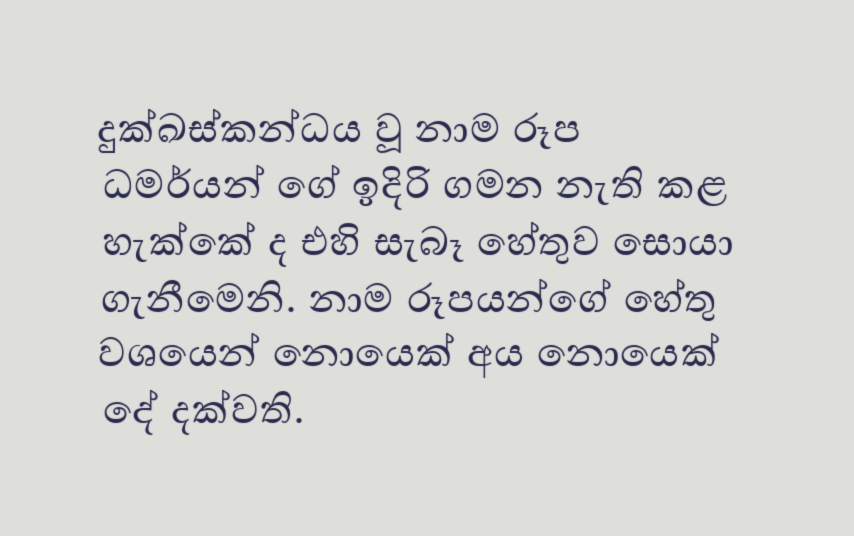 දුක්ඛස්කන්ධය වූ නාම රූප
ධමර්යන් ගේ ඉදිරි ගමන නැති කළ
හැක්කේ ද එහි සැබෑ හේතුව සොයා
ගැනීමෙනි. නාම රූපයන්ගේ හේතු
වශයෙන් නොයෙක් අය නොයෙක්
දේ දක්වති.